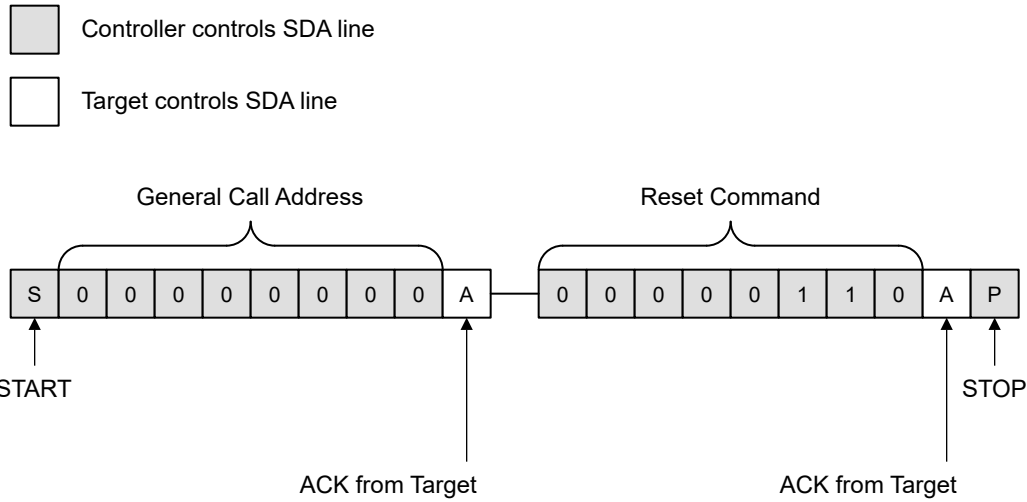 Controller controls SDA line
Target controls SDA line
General Call Address Reset Command
S 0 0 0 0 0 0 0 0 A 0 0 0 0 0 1 1 0 A P
START STOP
ACK from Target ACK from Target